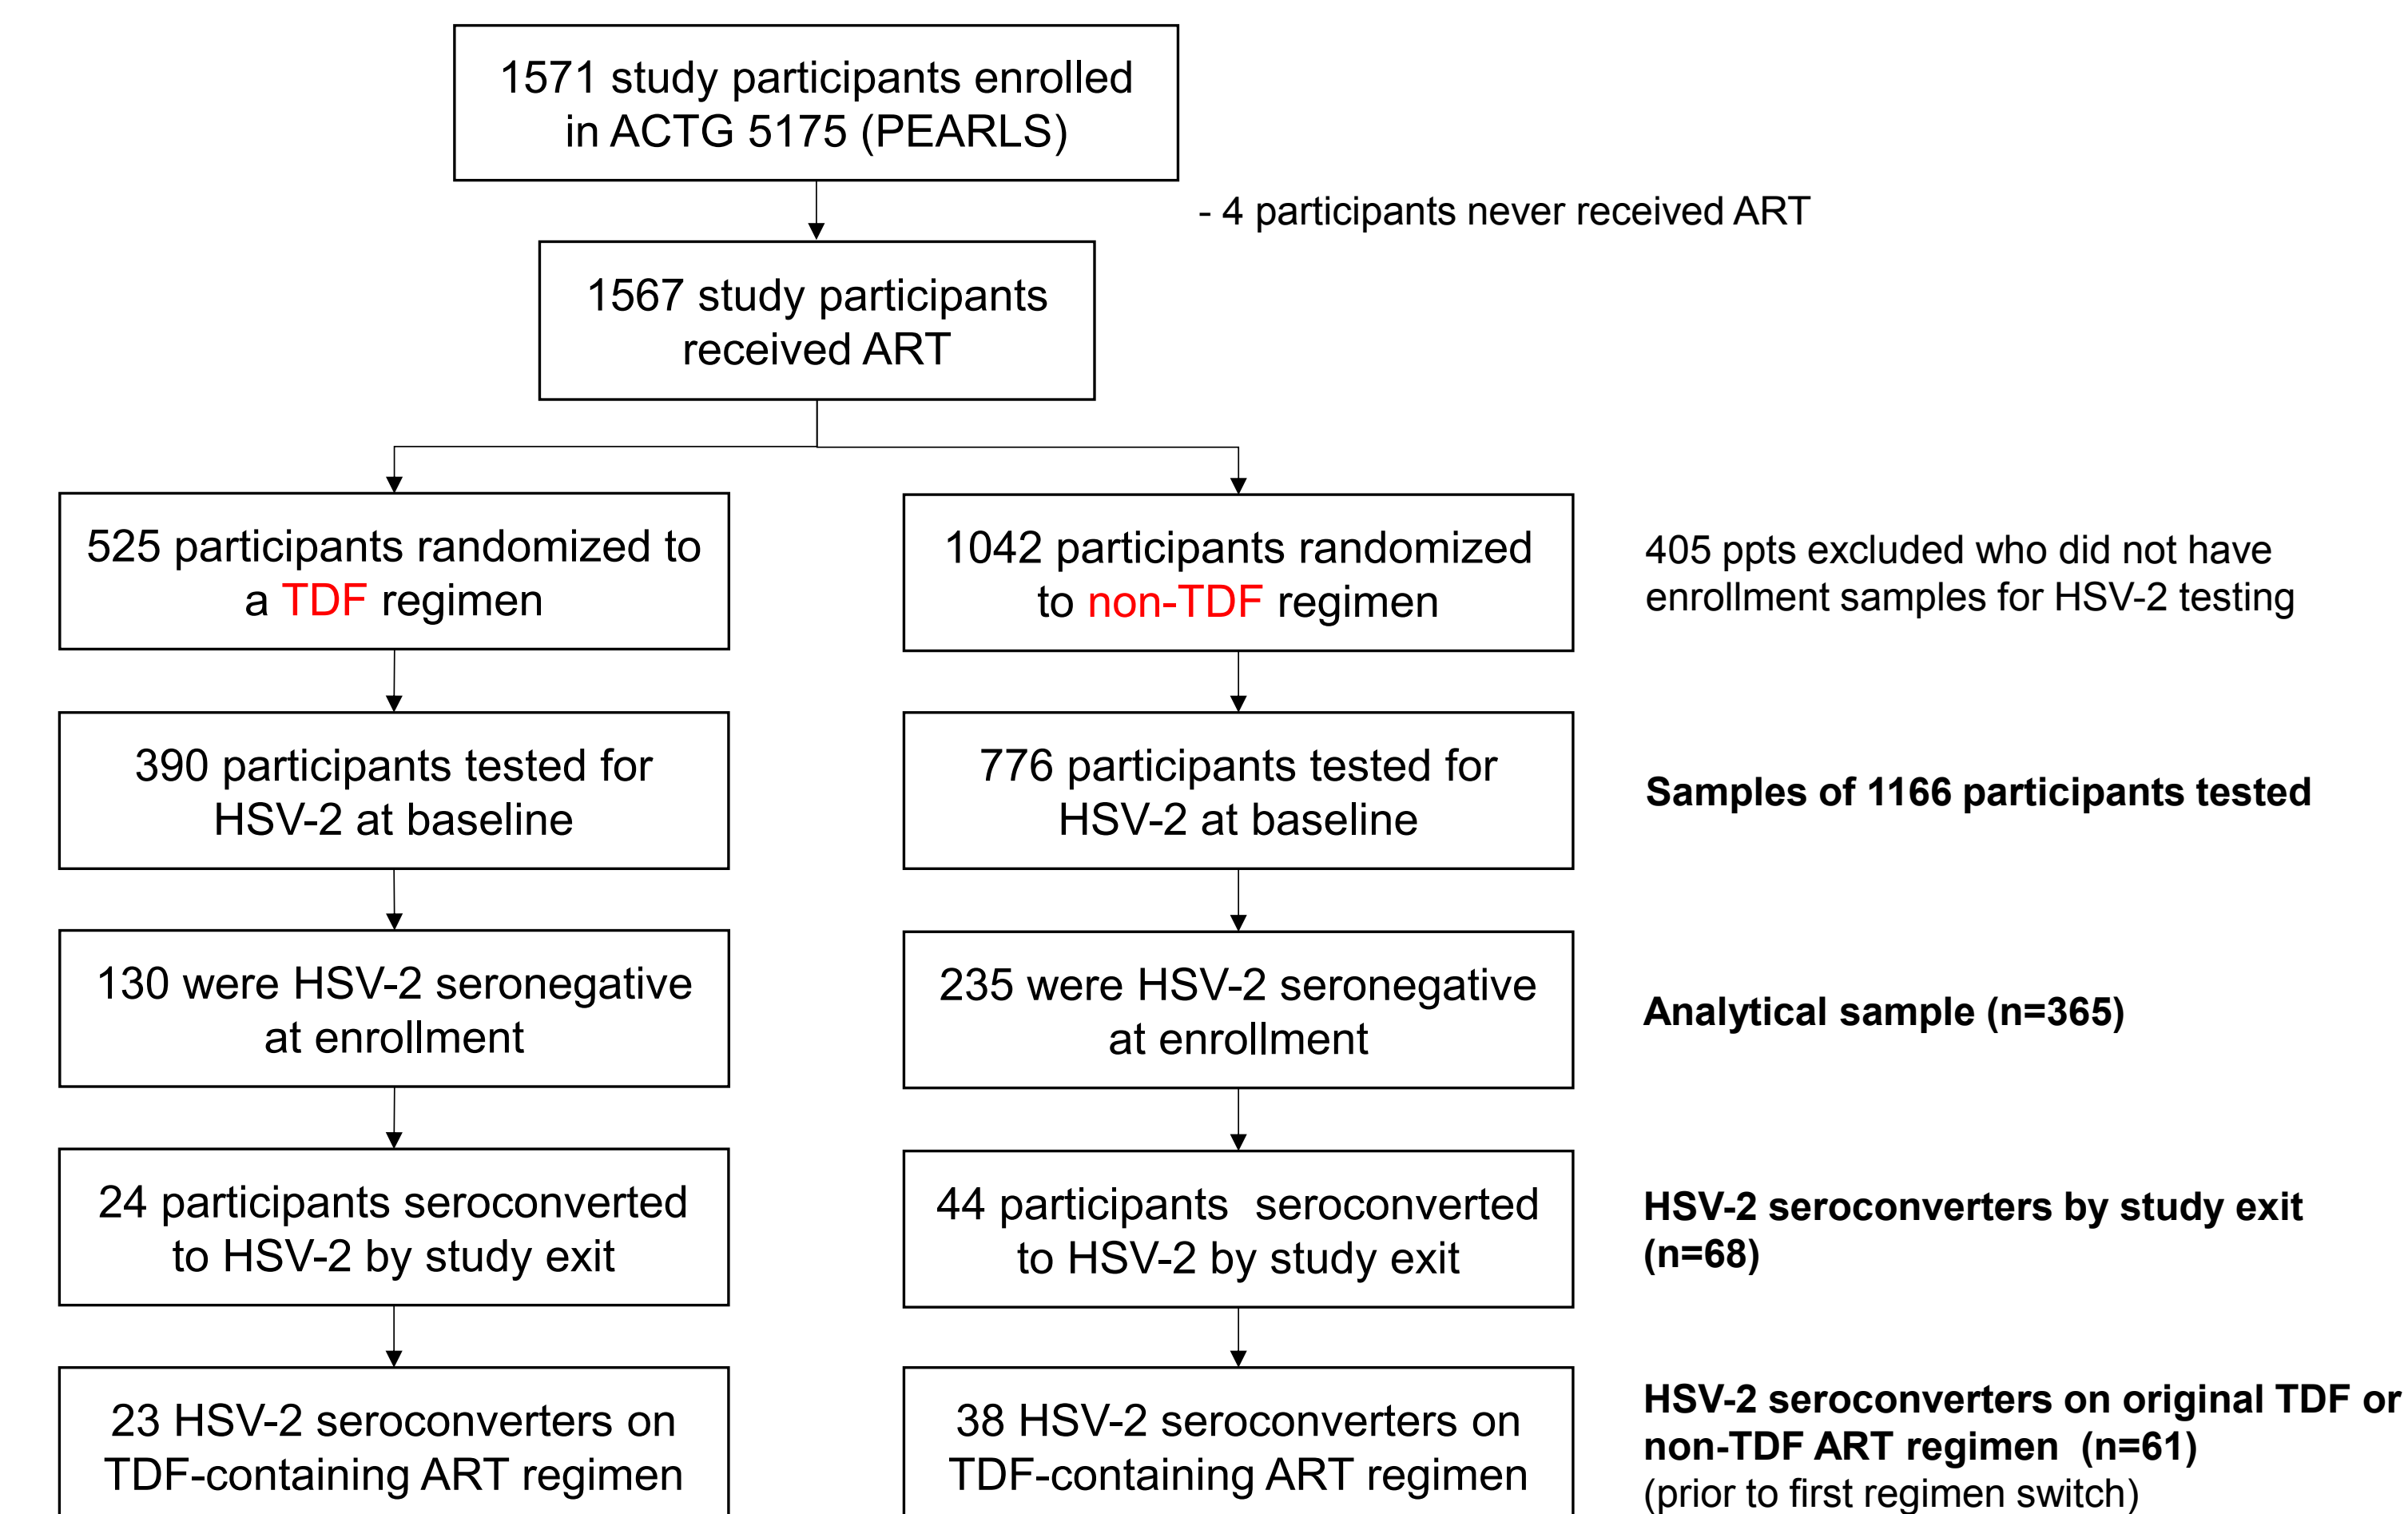 1571 study participants enrolled
in ACTG 5175 (PEARLS)
- 4 participants never received ART
1567 study participants
received ART
525 participants randomized to
a TDF regimen
1042 participants randomized
to non-TDF regimen
405 ppts excluded who did not have
enrollment samples for HSV-2 testing
390 participants tested for
HSV-2 at baseline
776 participants tested for
HSV-2 at baseline
Samples of 1166 participants tested
130 were HSV-2 seronegative
at enrollment
235 were HSV-2 seronegative
at enrollment
Analytical sample (n=365)
24 participants seroconverted
to HSV-2 by study exit
44 participants  seroconverted
to HSV-2 by study exit
HSV-2 seroconverters by study exit
(n=68)
23 HSV-2 seroconverters on
TDF-containing ART regimen
38 HSV-2 seroconverters on
TDF-containing ART regimen
HSV-2 seroconverters on original TDF or
non-TDF ART regimen  (n=61)
(prior to first regimen switch)